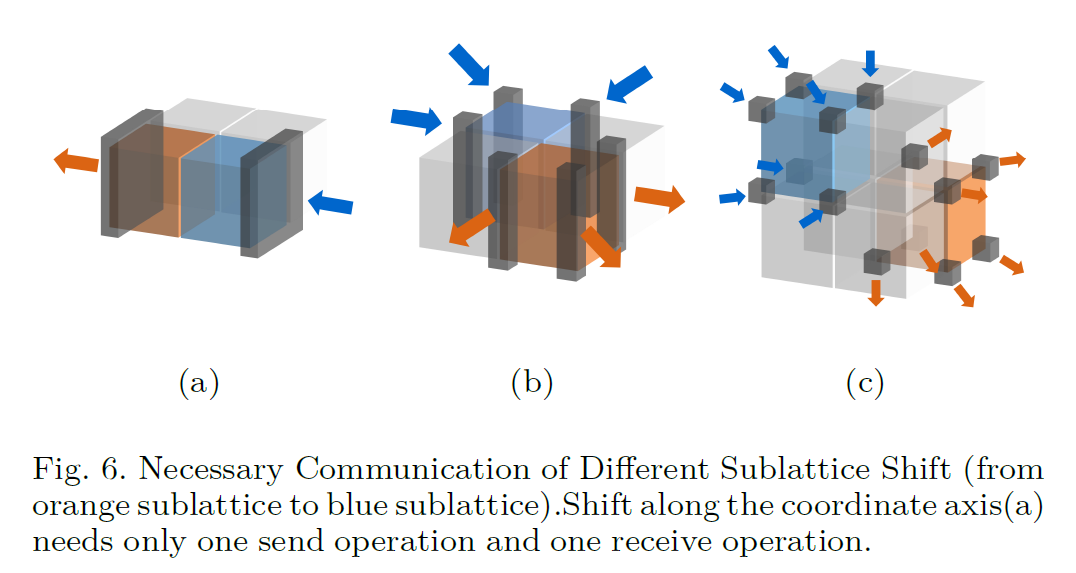 (a) (b) (c)
Fig. 6. Necessary Communication of Different Sublattice Shift (from
orange sublattice to blue sublattice).Shift along the coordinate axis(a)
needs only one send operation and one receive operation.